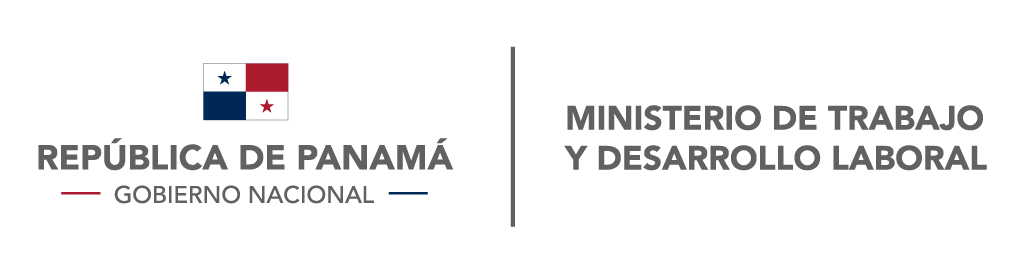 REPÚBLICA DE PANAMÁ
GOBIERNO NACIONAL
MINISTERIO DE TRABAJO
Y DESARROLLO LABORAL